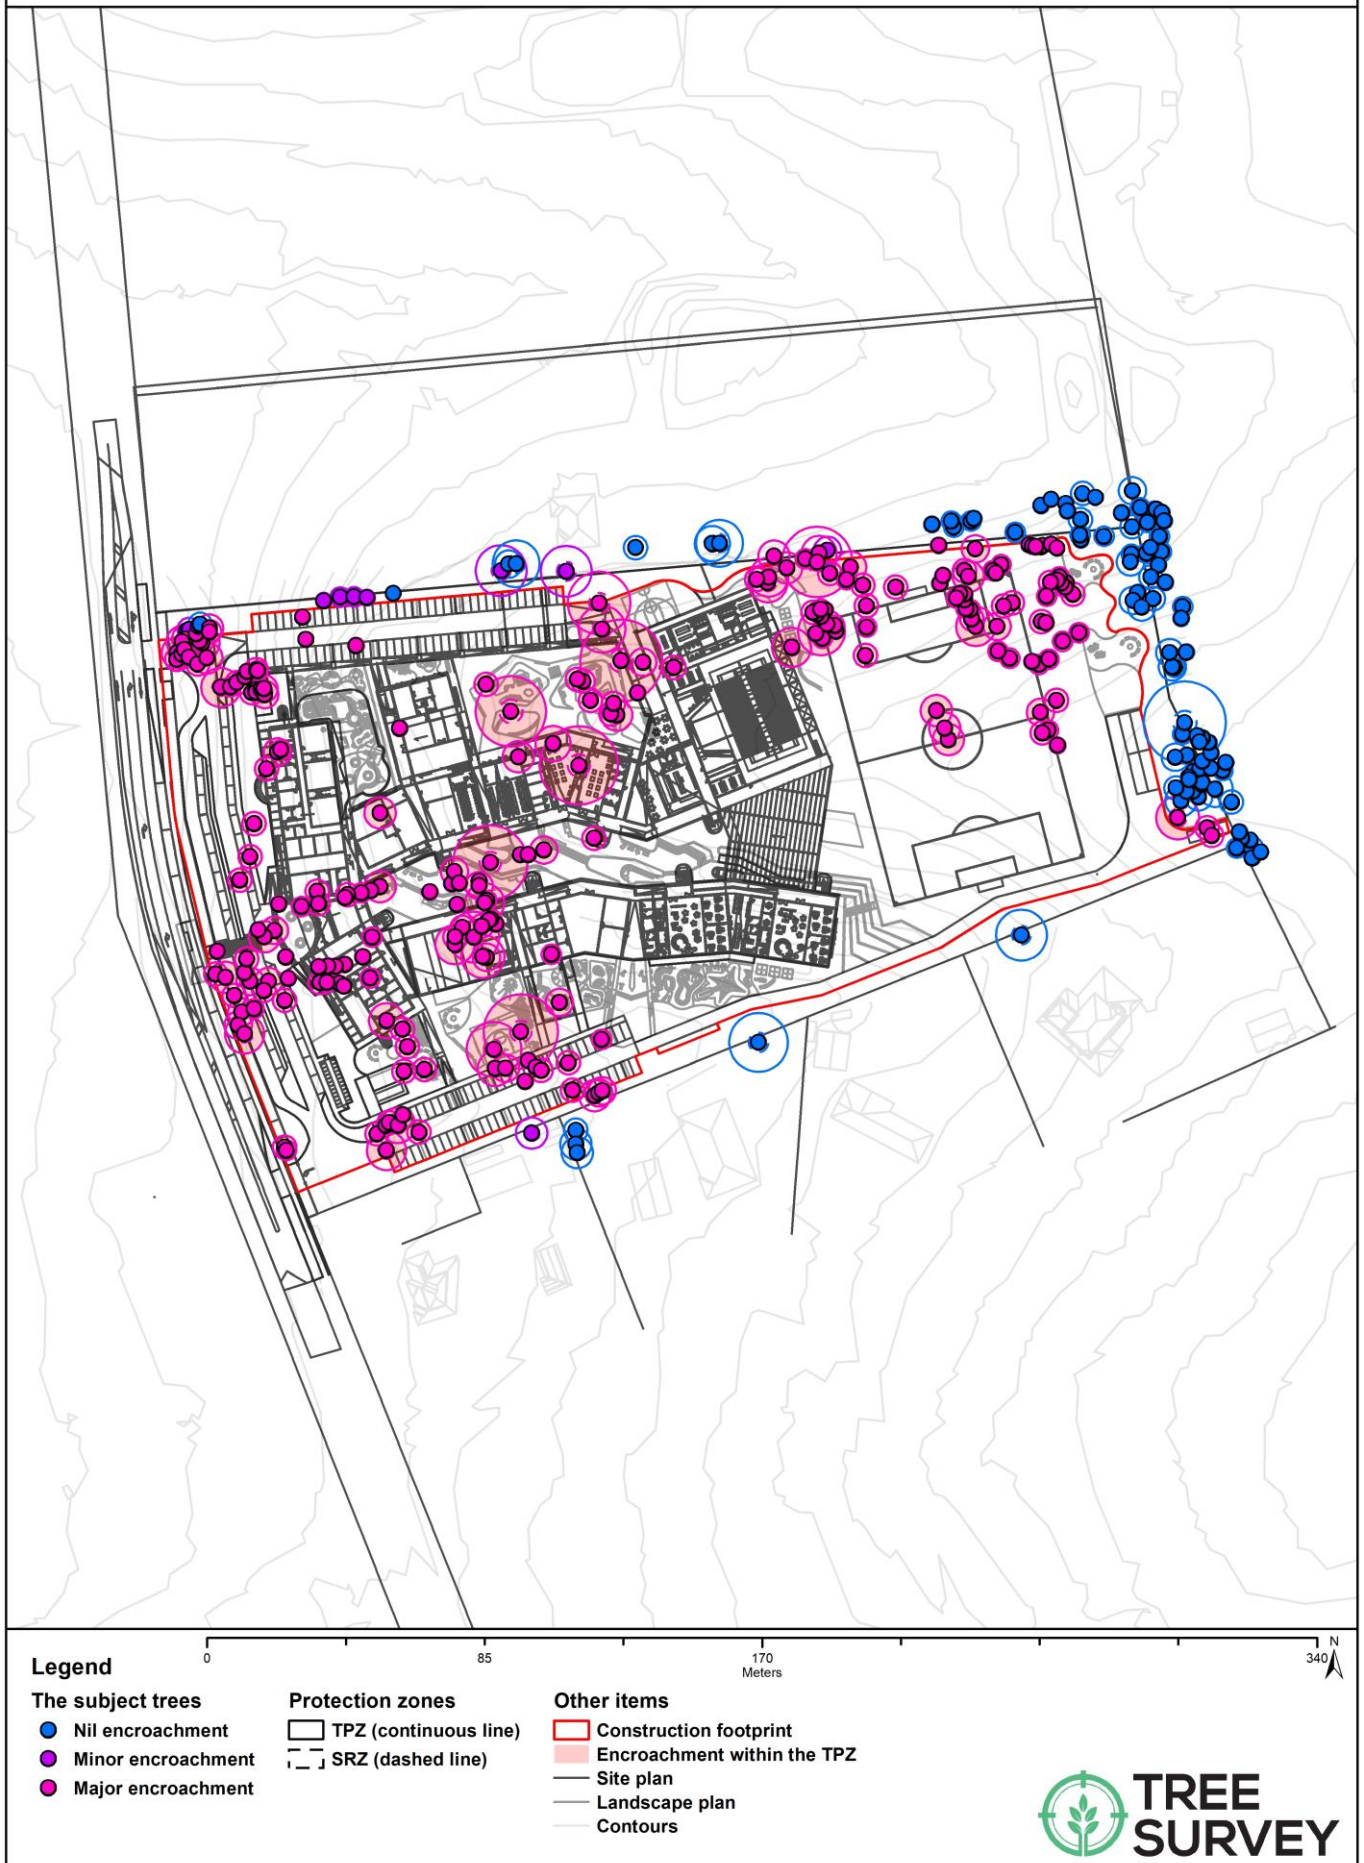 0 85 170 340 N
Meters
Legend
The subject trees
Nil encroachment
Minor encroachment
Major encroachment
Protection zones
TPZ (continuous line)
SRZ (dashed line)
Other items
Construction footprint
Encroachment within the TPZ
Site plan
Landscape plan
Contours
TREE
SURVEY